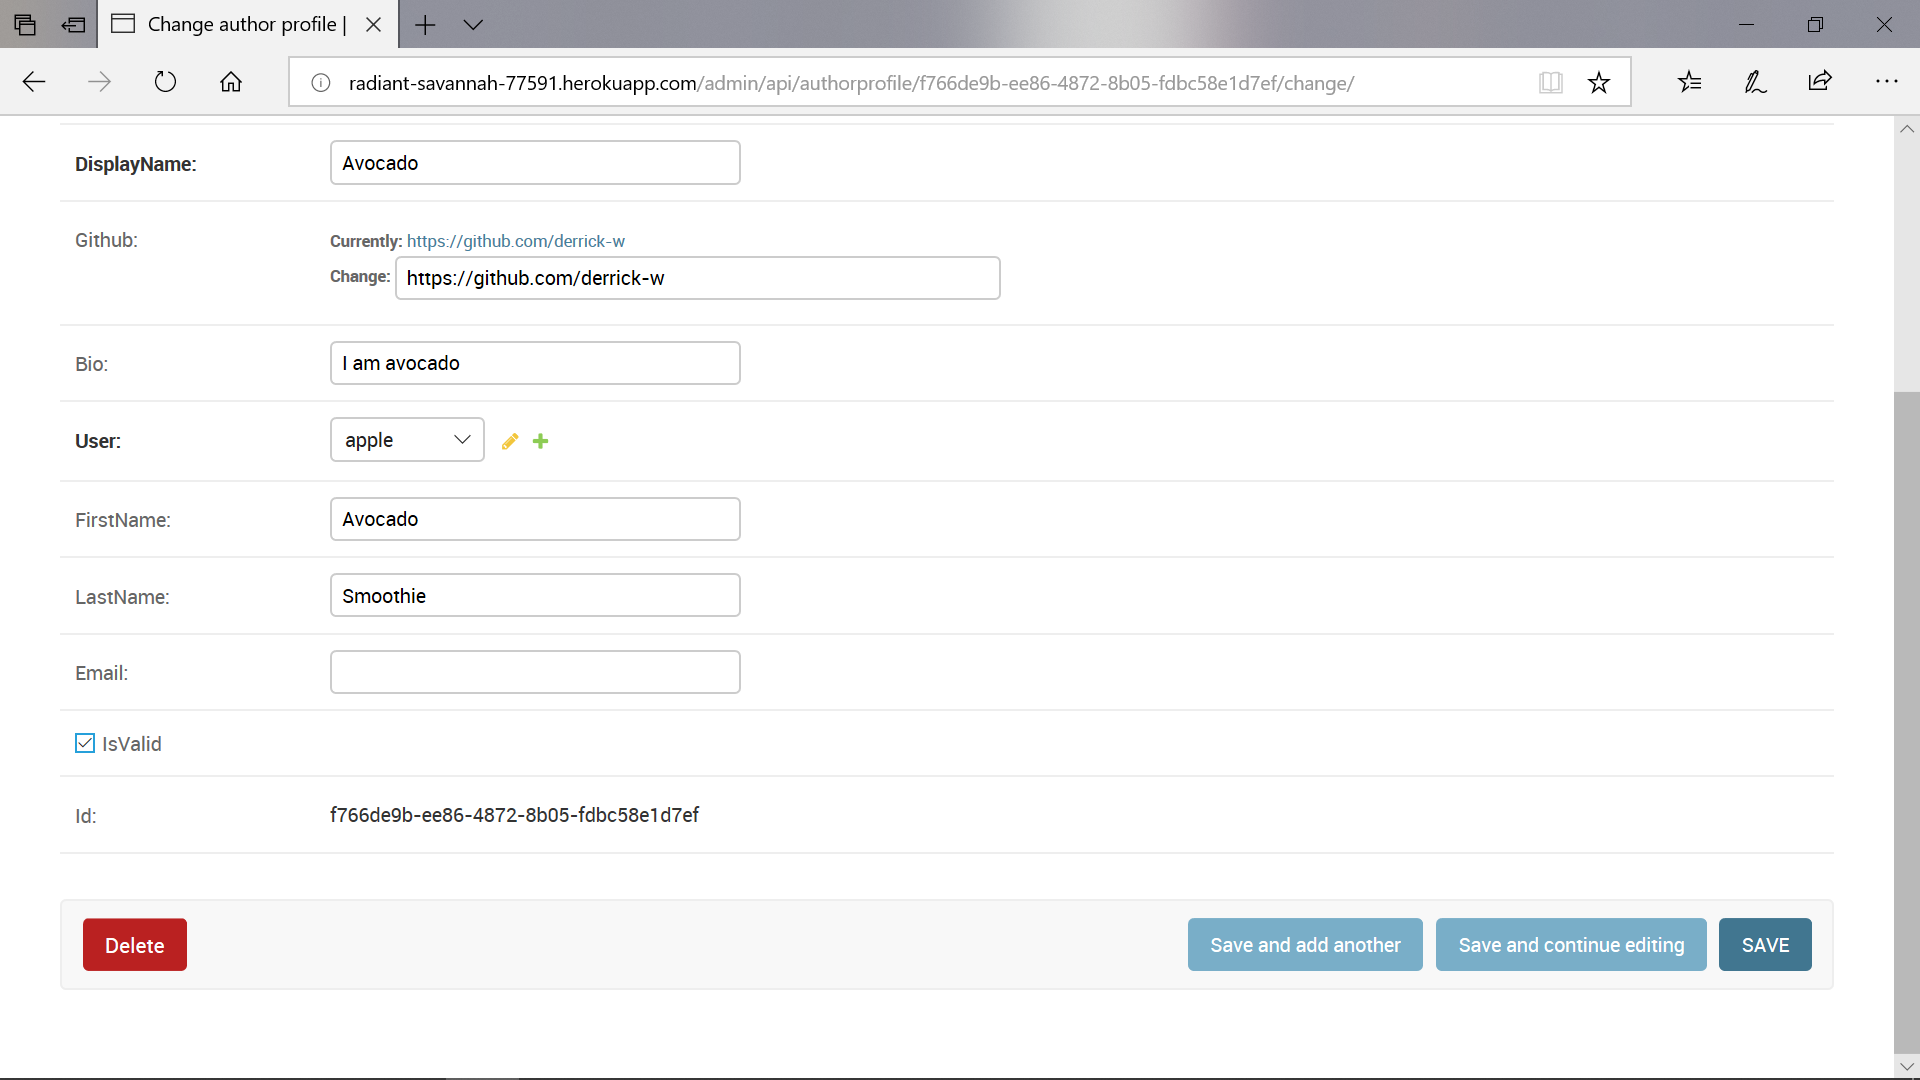 Change author profile |
radiant-savannah-77591.herokuapp.com/admin/api/authorprofile/f766de9b-ee86-4872-8b05-fdbc58e1d7ef/change/
DisplayName: Avocado
Github: Currently: https://github.com/derrick-w
Change: https://github.com/derrick-w
Bio: I am avocado
User: apple
FirstName: Avocado
LastName: Smoothie
Email:
IsValid
Id: f766de9b-ee86-4872-8b05-fdbc58e1d7ef
Delete Save and add another Save and continue editing SAVE